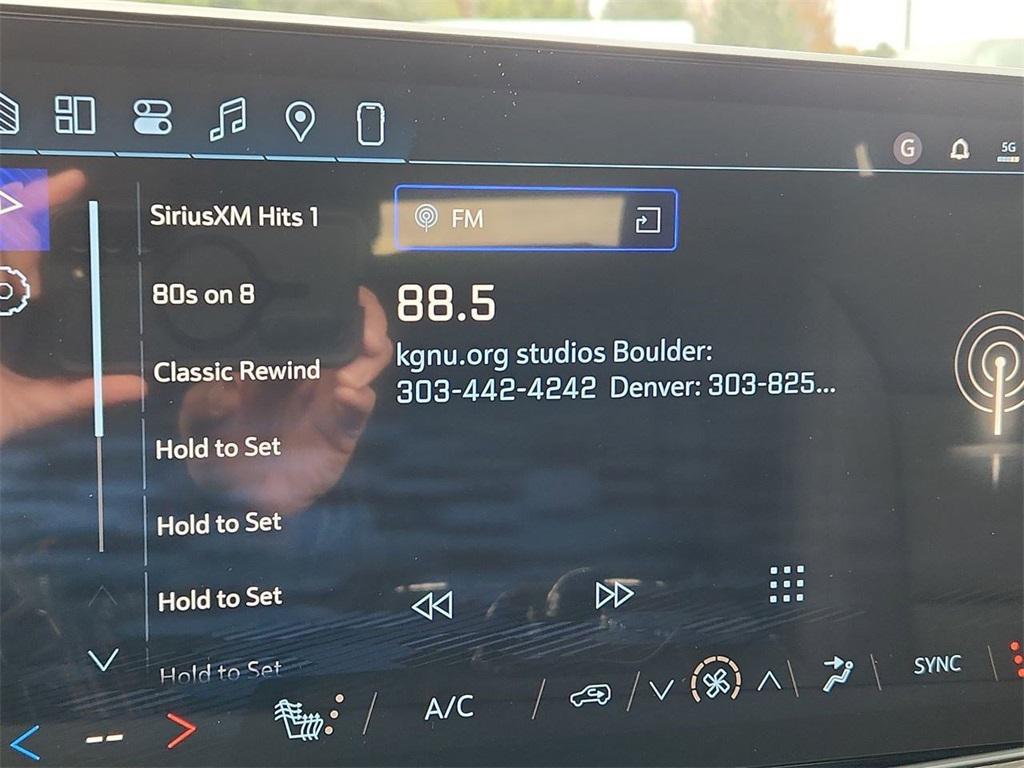 G
5G
SiriusXM Hits 1
FM
80s on 8
88.5
kgnu.org studios Boulder:
303-442-4242 Denver: 303-825...
Classic Rewind
Hold to Set
Hold to Set
Hold to Set
Hold to Set
SYNC
A/C
--